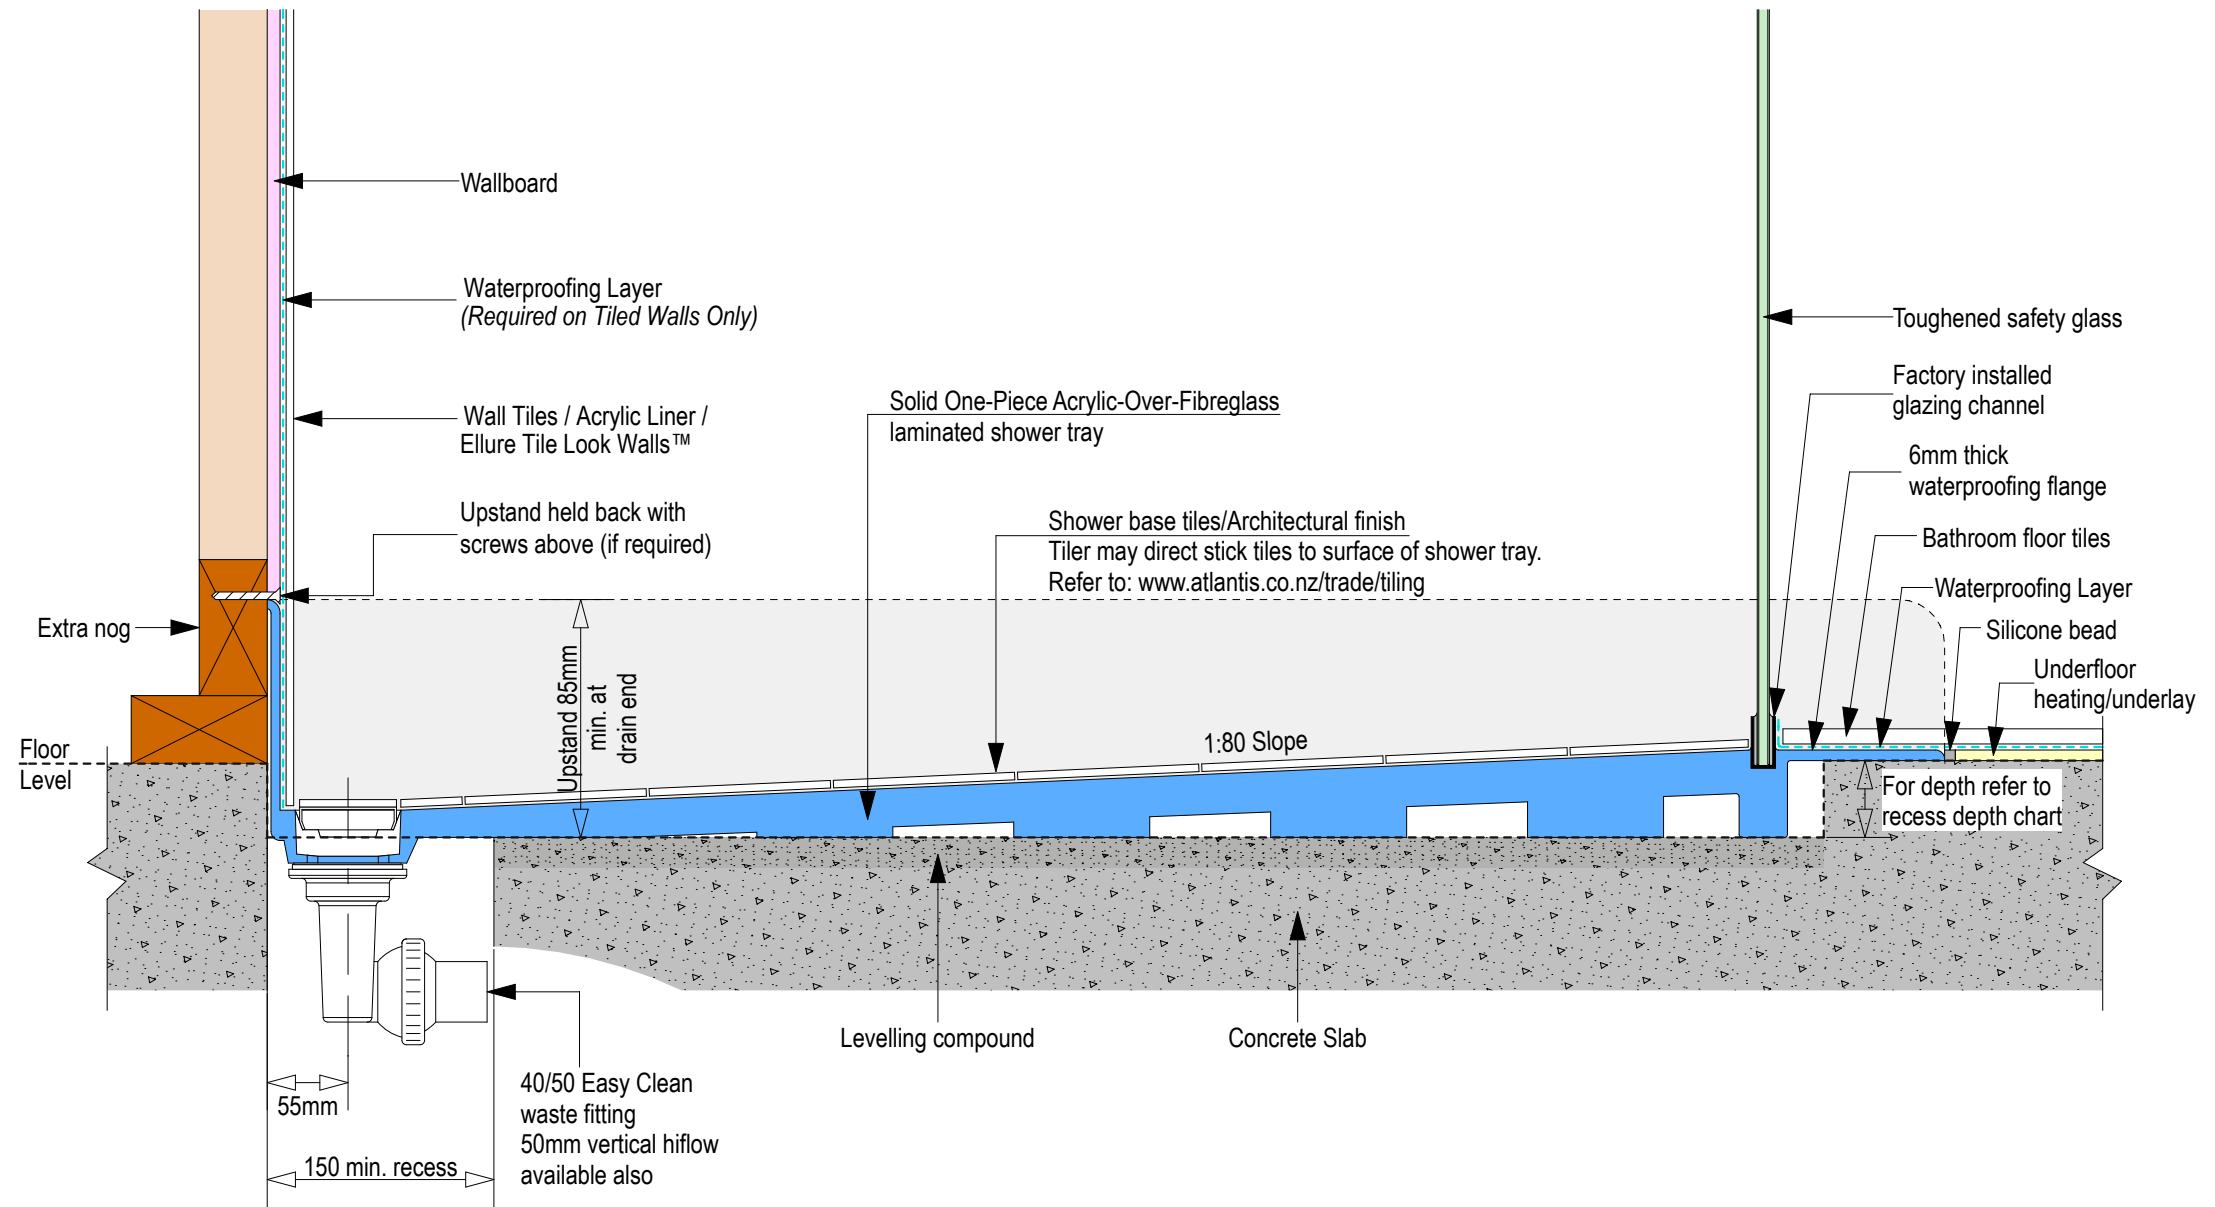 Wallboard
Waterproofing Layer
(Required on Tiled Walls Only)
Wall Tiles / Acrylic Liner /
Ellure Tile Look Walls™
Upstand held back with
screws above (if required)
Extra nog
Floor
Level
Solid One-Piece Acrylic-Over-Fibreglass
laminated shower tray
Shower base tiles/Architectural finish
Tiler may direct stick tiles to surface of shower tray.
Refer to: www.atlantis.co.nz/trade/tiling
Upstand 85mm
min. at
drain end
1:80 Slope
Toughened safety glass
Factory installed
glazing channel
6mm thick
waterproofing flange
Bathroom floor tiles
Waterproofing Layer
Silicone bead
Underfloor
heating/underlay
For depth refer to
recess depth chart
Levelling compound
Concrete Slab
40/50 Easy Clean
waste fitting
50mm vertical hiflow
available also
55mm
150 min. recess